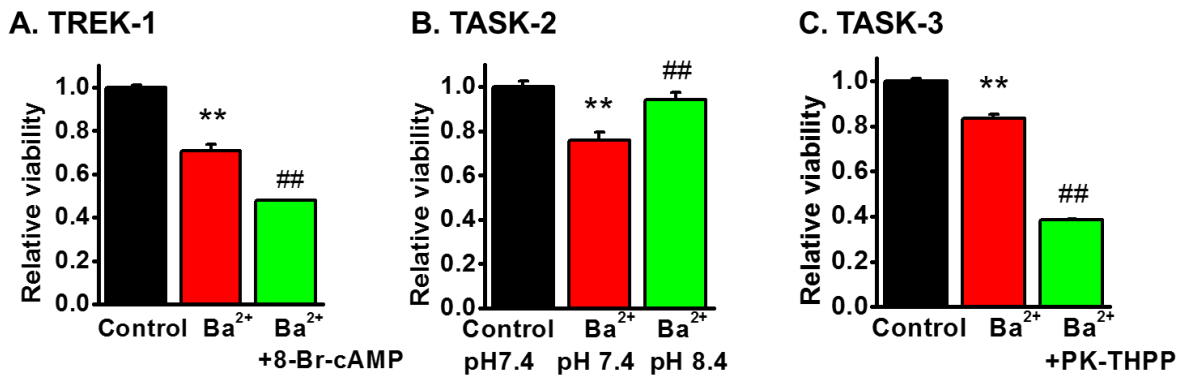 A. TREK-1
Relative viability
1.0
0.8
0.6
0.4
0.2
0.0
**
##
Control Ba²⁺ Ba²⁺
+8-Br-cAMP
B. TASK-2
Relative viability
1.0
0.8
0.6
0.4
0.2
0.0
**
##
Control Ba²⁺ Ba²⁺
pH7.4 pH 7.4 pH 8.4
C. TASK-3
Relative viability
1.0
0.8
0.6
0.4
0.2
0.0
**
##
Control Ba²⁺ Ba²⁺
+PK-THPP